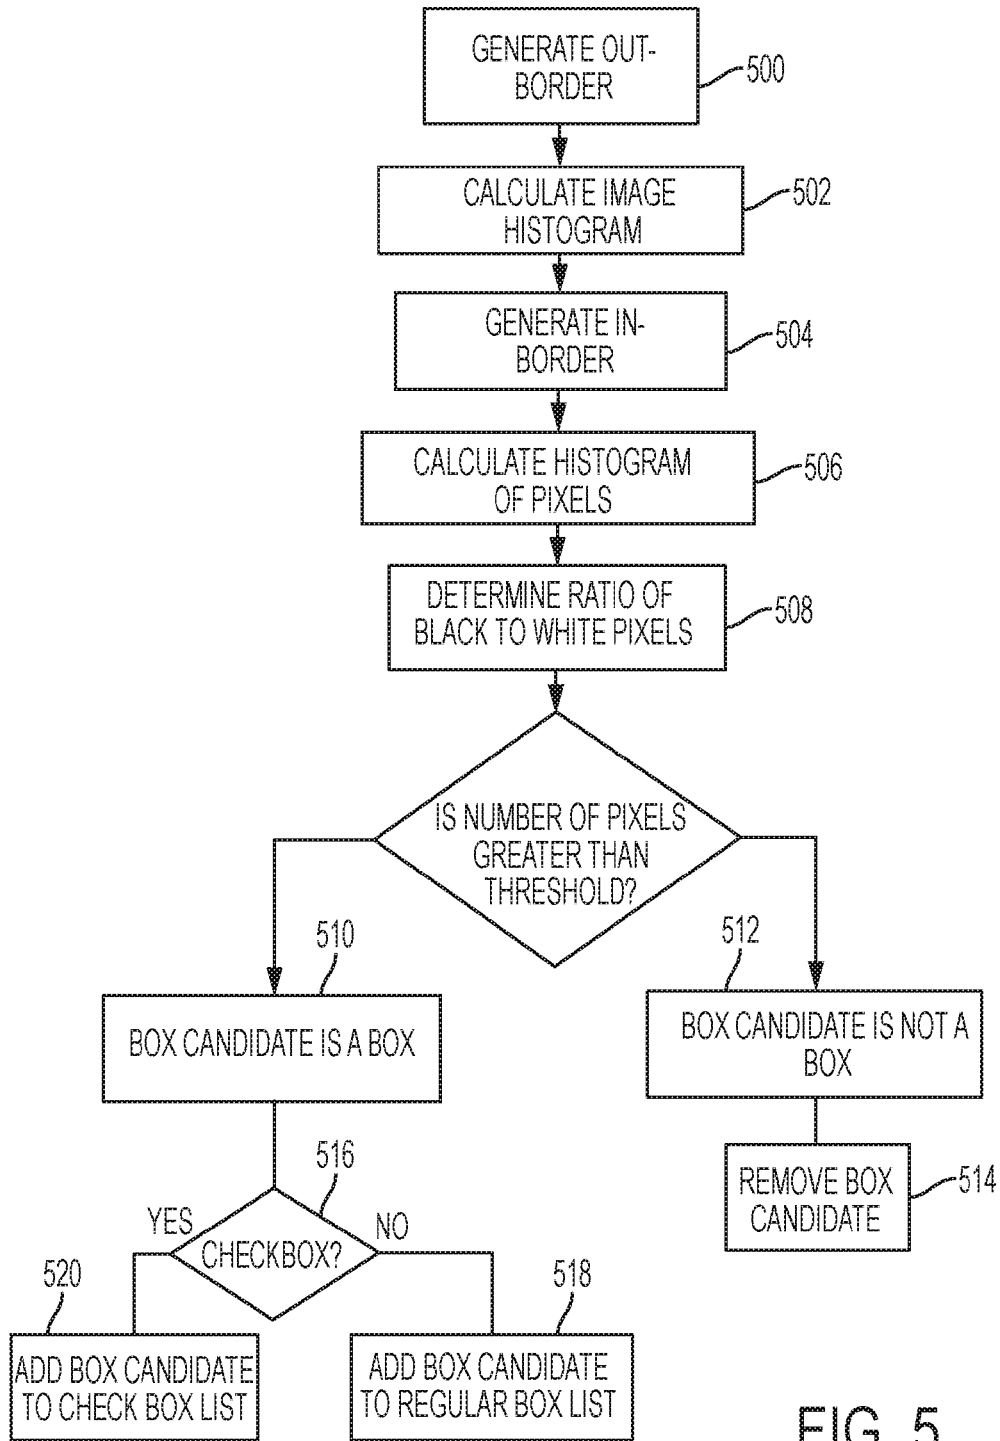 GENERATE OUT-
BORDER
500
CALCULATE IMAGE
HISTOGRAM
502
GENERATE IN-
BORDER
504
CALCULATE HISTOGRAM
OF PIXELS
506
DETERMINE RATIO OF
BLACK TO WHITE PIXELS
508
IS NUMBER OF PIXELS
GREATER THAN
THRESHOLD?
510
BOX CANDIDATE IS A BOX
512
BOX CANDIDATE IS NOT A
BOX
REMOVE BOX
CANDIDATE
514
516
YES
CHECKBOX?
NO
520
ADD BOX CANDIDATE
TO CHECK BOX LIST
518
ADD BOX CANDIDATE
TO REGULAR BOX LIST
FIG. 5